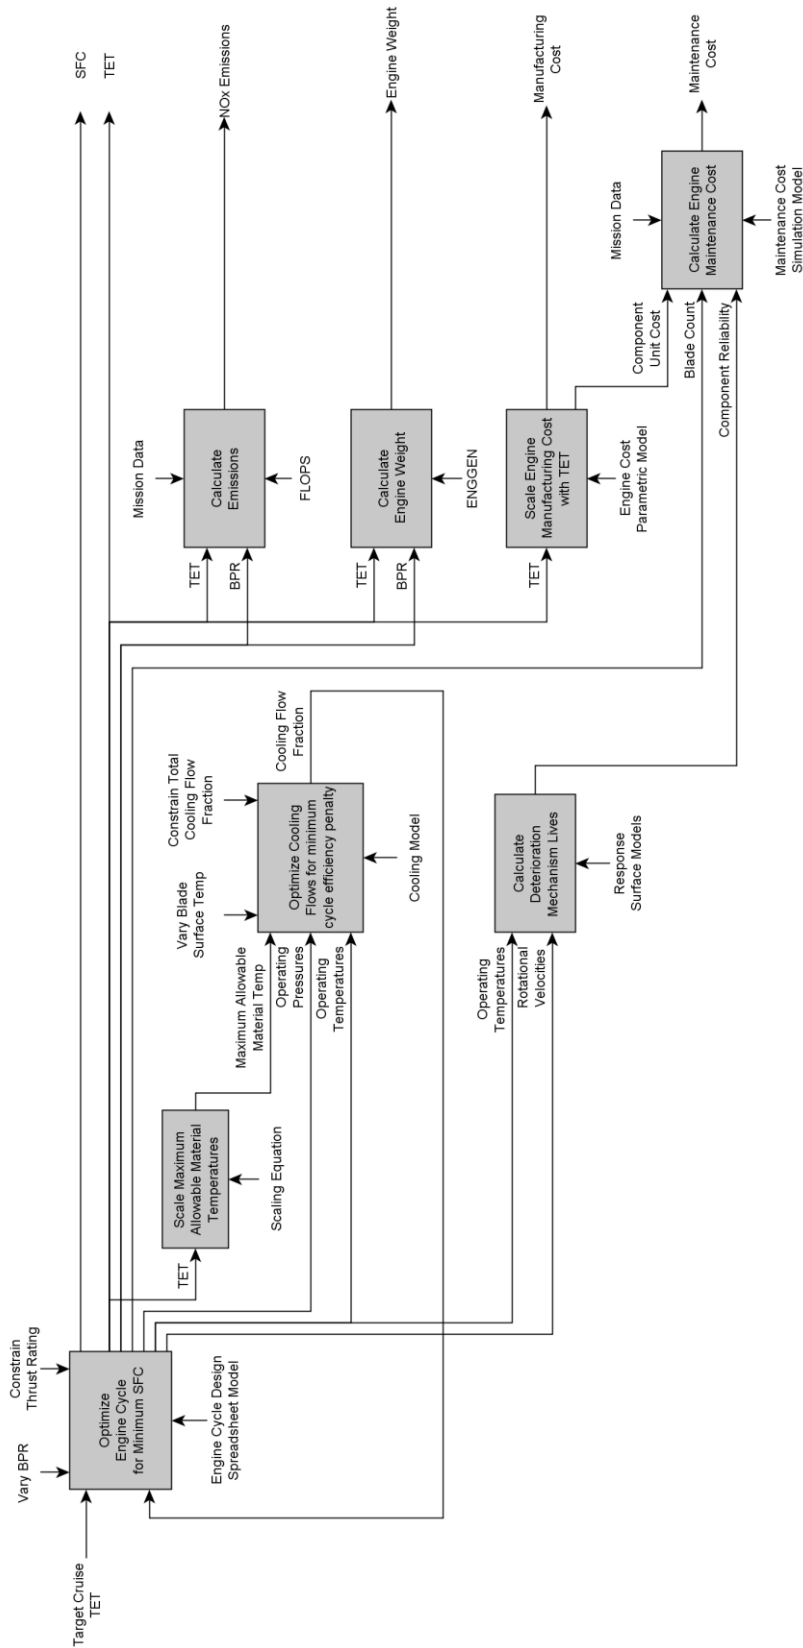 Target Cruise
TET
Vary BPR
Constrain
Thrust Rating
Optimize
Engine Cycle
for Minimum SFC
Engine Cycle Design
Spreadsheet Model
TET
Scale Maximum
Allowable Material
Temperatures
Scaling Equation
Maximum Allowable
Material Temp
Operating
Pressures
Operating
Temperatures
Vary Blade
Surface Temp
Constrain Total
Cooling Flow
Fraction
Optimize Cooling
Flows for minimum
cycle efficiency penalty
Cooling Model
Cooling Flow
Fraction
Operating
Temperatures
Rotational
Velocities
Calculate
Deterioration
Mechanism Lives
Response
Surface Models
TET
BPR
Mission Data
Calculate
Emissions
FLOPS
TET
BPR
Calculate
Engine Weight
ENGGEN
TET
Scale Engine
Manufacturing Cost
with TET
Engine Cost
Parametric Model
Component
Unit Cost
Blade Count
Component Reliability
Mission Data
Calculate Engine
Maintenance Cost
Maintenance Cost
Simulation Model
SFC
TET
NOx Emissions
Engine Weight
Manufacturing
Cost
Maintenance
Cost